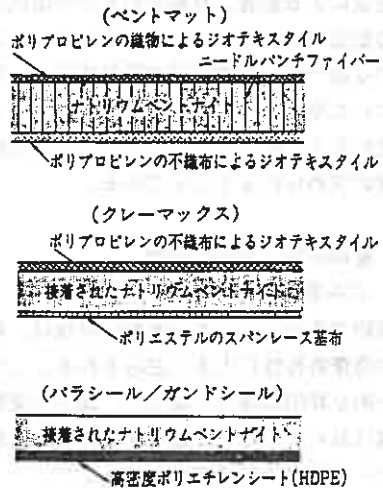 (ベントマット)
ポリプロピレンの織物によるジオテキスタイル
ニードルパンチファイバー
ナトリウムベントナイト
ポリプロピレンの不織布によるジオテキスタイル
(クレーマックス)
ポリプロピレンの不織布によるジオテキスタイル
接着されたナトリウムベントナイト
ポリエステルのスパンレース基布
(パラシール/ガンドシール)
接着されたナトリウムベントナイト
高密度ポリエチレンシート(HDPE)